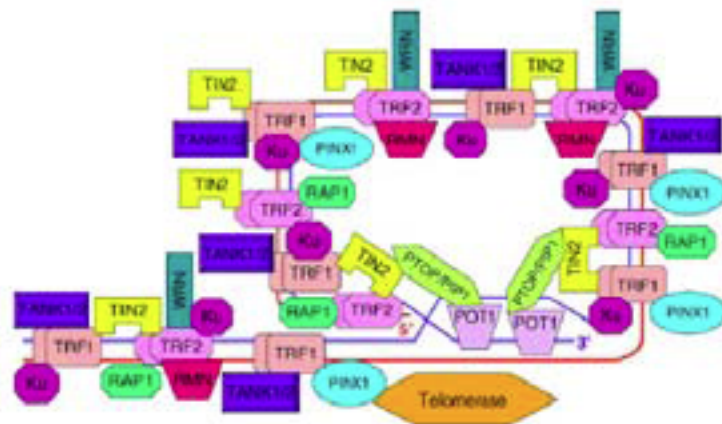 WRN WRN
TIN2 TIN2 TANK1/2 TIN2
Ku
TRF1 TRF2 TRF1 TRF2
TANK1/2 TANK1/2
Ku PINX1 RMN Ku RMN
TRF1
TIN2 RAP1 Ku PINX1
TRF2 TRF2
Ku RAP1
TANK1/2 TIN2 PTOP/PIP1 PTOP/PIP1 TIN2
TRF1 TRF1
WRN PINX1
TANK1/2 TIN2 Ku RAP1 TRF2 POT1 POT1 Ku
5'
TRF1 TRF2 TRF1 3'
Ku RAP1 RMN TANK1/2 PINX1
Telomerase